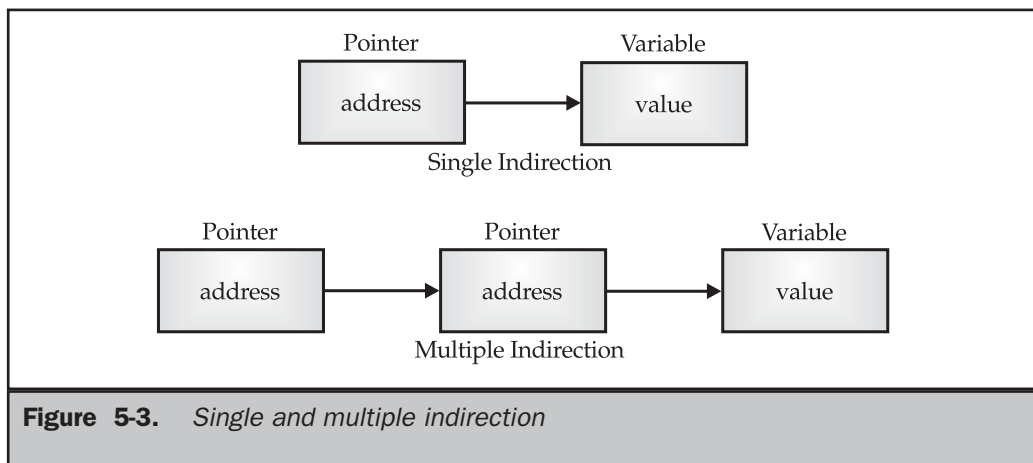 Pointer Variable
address value
Single Indirection
Pointer Pointer Variable
address address value
Multiple Indirection
Figure 5-3. Single and multiple indirection